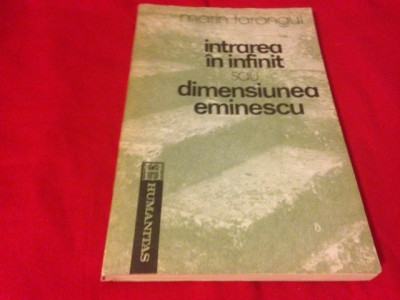 marin tarangul
intrarea
în infinit
sau
dimensiunea
eminescu
HUMANITAS